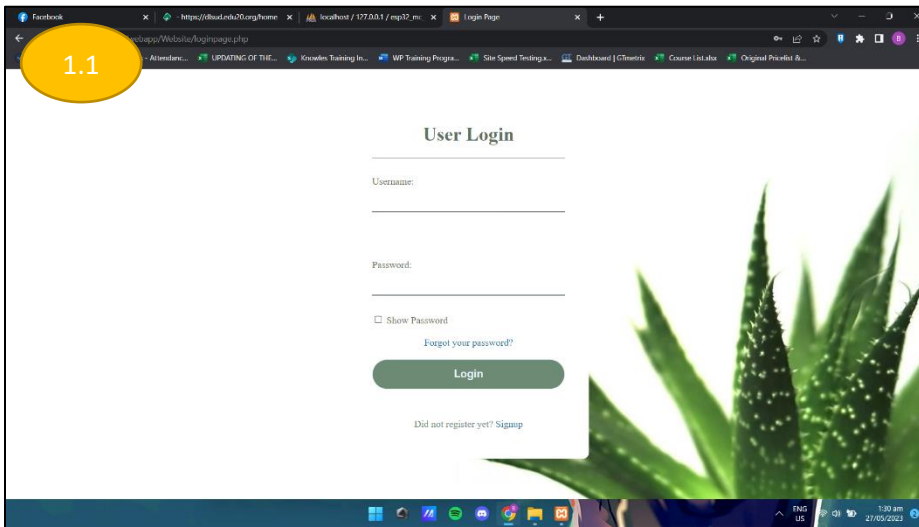 Facebook
- https://dlsud.edu20.org/home
localhost / 127.0.0.1 / esp32_mc
Login Page
webapp/Website/loginpage.php
1.1
- Attendanc...
UPDATING OF THE...
Knowles Training In...
WP Training Progra...
Site Speed Testing.x...
Dashboard | GTmetrix
Course List.xlsx
Original Pricelist &...
User Login
Username:
Password:
Show Password
Forgot your password?
Login
Did not register yet? Signup
ENG
US
1:30 am
27/05/2023